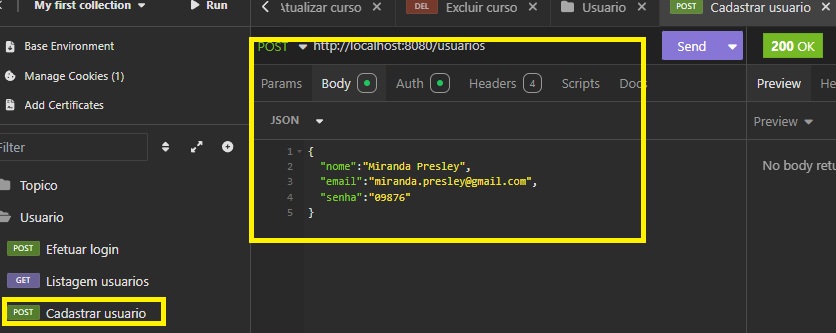 My first collection Run
Base Environment
Manage Cookies (1)
Add Certificates
Filter
Topico
Usuario
POST Efetuar login
GET Listagem usuarios
POST Cadastrar usuario
Atualizar curso DEL Excluir curso Usuario POST Cadastrar usuario
POST http://localhost:8080/usuarios Send 200 OK
Params Body Auth Headers 4 Scripts Docs Preview He
JSON Preview
1 {
2 "nome":"Miranda Presley",
3 "email":"miranda.presley@gmail.com",
4 "senha":"09876"
5 }
No body retu